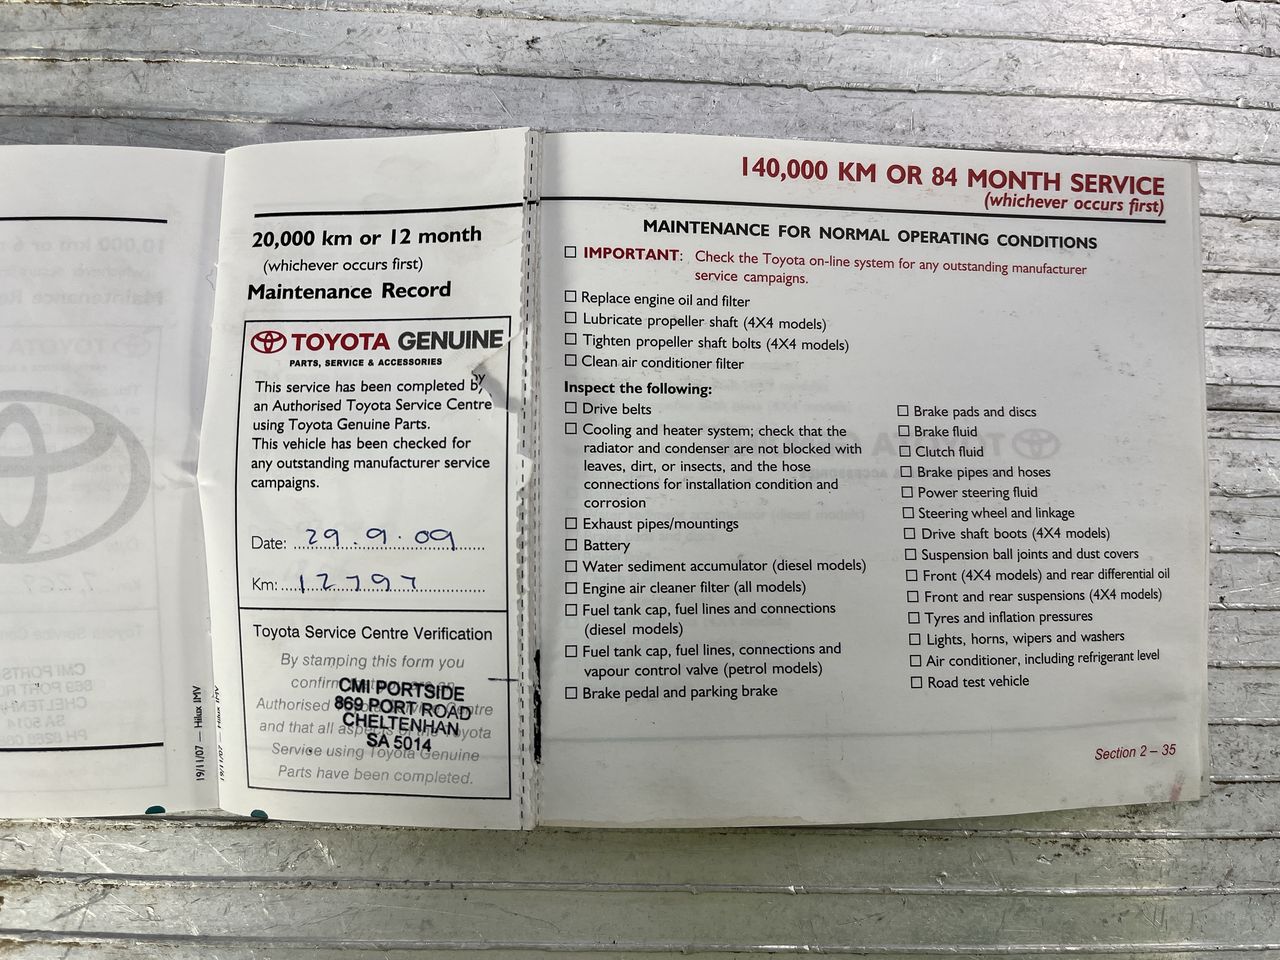 20,000 km or 12 month
(whichever occurs first)
Maintenance Record
TOYOTA GENUINE
PARTS, SERVICE & ACCESSORIES
This service has been completed by
an Authorised Toyota Service Centre
using Toyota Genuine Parts.
This vehicle has been checked for
any outstanding manufacturer service
campaigns.
Date: 29.9.09
Km: 12797
Toyota Service Centre Verification
By stamping this form you
confirm
Authorised Centre
and that all Toyota
Service using Toyota Genuine
Parts have been completed.
CMI PORTSIDE
869 PORT ROAD
CHELTENHAN
SA 5014
19/11/07 — Hilux IMV
19/11/07 — Hilux IMV
140,000 KM OR 84 MONTH SERVICE
(whichever occurs first)
MAINTENANCE FOR NORMAL OPERATING CONDITIONS
IMPORTANT: Check the Toyota on-line system for any outstanding manufacturer
service campaigns.
Replace engine oil and filter
Lubricate propeller shaft (4X4 models)
Tighten propeller shaft bolts (4X4 models)
Clean air conditioner filter
Inspect the following:
Drive belts
Cooling and heater system; check that the
radiator and condenser are not blocked with
leaves, dirt, or insects, and the hose
connections for installation condition and
corrosion
Exhaust pipes/mountings
Battery
Water sediment accumulator (diesel models)
Engine air cleaner filter (all models)
Fuel tank cap, fuel lines and connections
(diesel models)
Fuel tank cap, fuel lines, connections and
vapour control valve (petrol models)
Brake pedal and parking brake
Brake pads and discs
Brake fluid
Clutch fluid
Brake pipes and hoses
Power steering fluid
Steering wheel and linkage
Drive shaft boots (4X4 models)
Suspension ball joints and dust covers
Front (4X4 models) and rear differential oil
Front and rear suspensions (4X4 models)
Tyres and inflation pressures
Lights, horns, wipers and washers
Air conditioner, including refrigerant level
Road test vehicle
Section 2 – 35